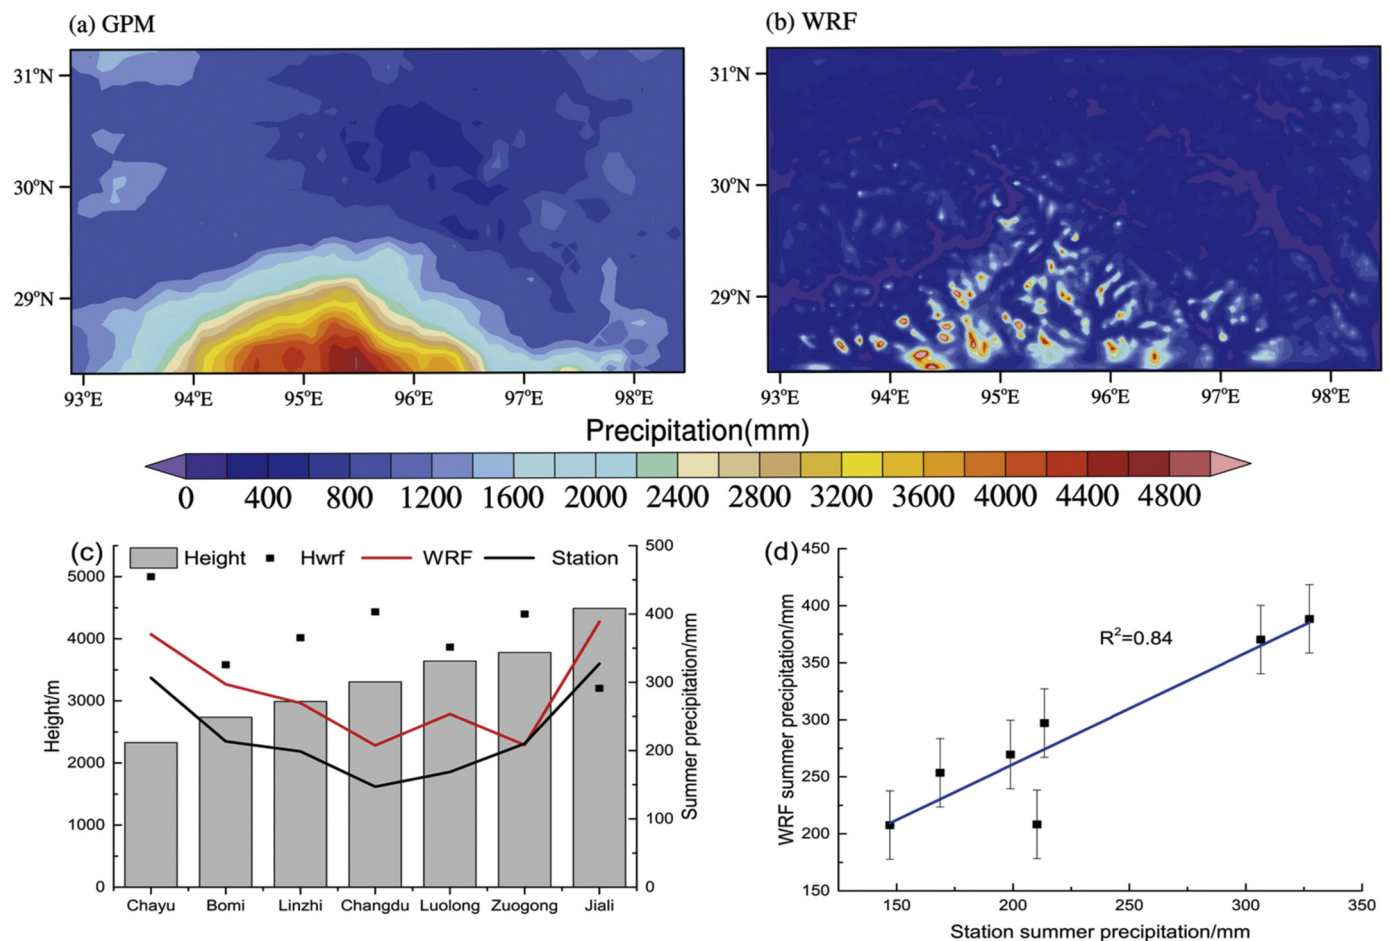 (a) GPM
(b) WRF
31°N
30°N
29°N
93°E 94°E 95°E 96°E 97°E 98°E
31°N
30°N
29°N
93°E 94°E 95°E 96°E 97°E 98°E
Precipitation(mm)
0 400 800 1200 1600 2000 2400 2800 3200 3600 4000 4400 4800
(c) Height Hwrf WRF Station
Height/m
5000
4000
3000
2000
1000
0
500
400
300
200
100
0
Summer precipitation/mm
Chayu Bomi Linzhi Changdu Luolong Zuogong Jiali
(d)
WRF summer precipitation/mm
450
400
350
300
250
200
150
R²=0.84
150 200 250 300 350
Station summer precipitation/mm